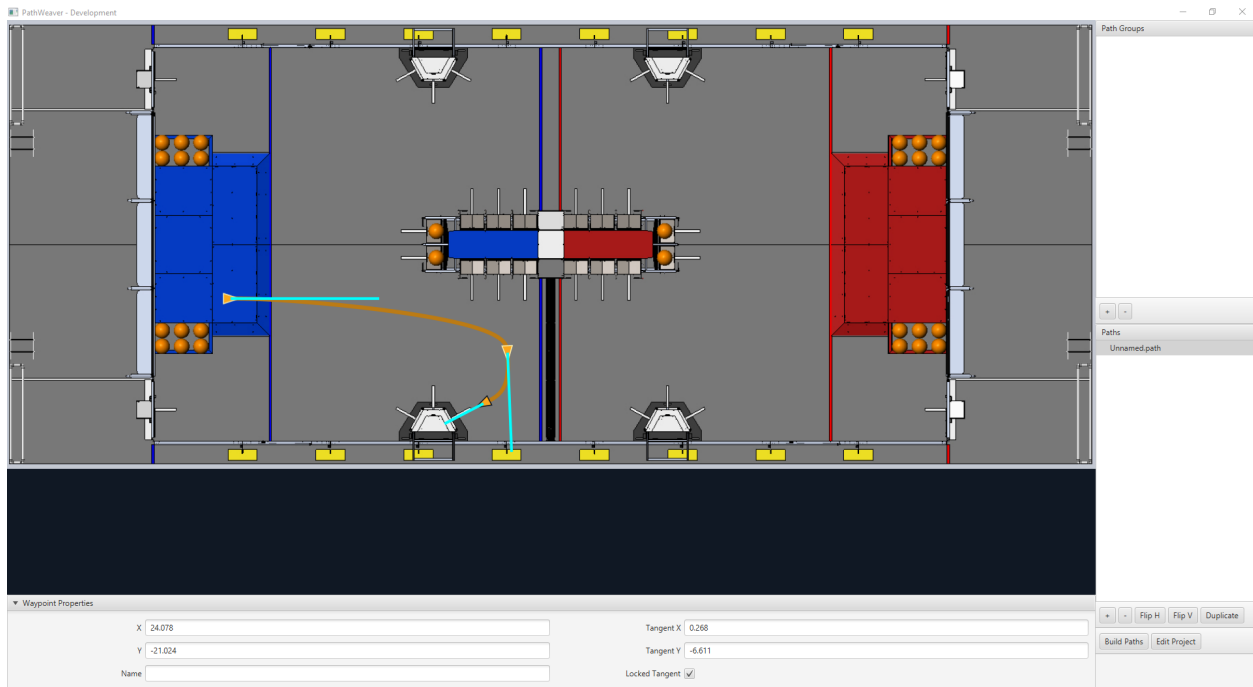 PathWeaver - Development
Path Groups
+ -
Paths
Unnamed.path
+ - Flip H Flip V Duplicate
Build Paths Edit Project
Waypoint Properties
X 24.078 Tangent X 0.268
Y -21.024 Tangent Y -6.611
Name Locked Tangent